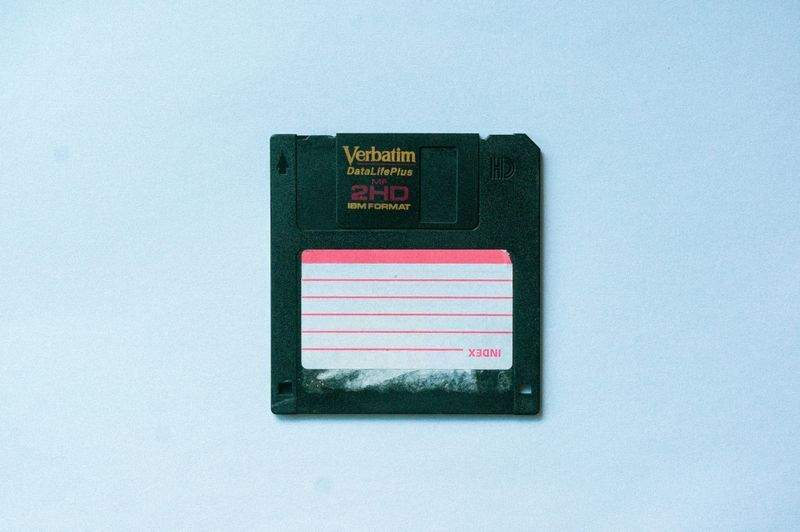 Verbatim
DataLifePlus
MF
2HD
IBM FORMAT
HD
INDEX